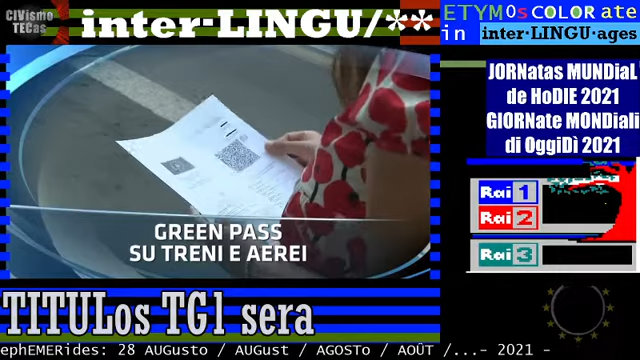 CIVismo
TECas
inter·LINGU/**
ETYMOsCOLORate
in inter·LINGU·ages
JORNatas MUNDiaL
de HoDIE 2021
GIORNate MONDiali
di OggiDì 2021
Rai 1
Rai 2
Rai 3
GREEN PASS
SU TRENI E AEREI
TITULos TG1 sera
ephEMERides: 28 AUGusto / AUGUST / AGOSTo / AOÛT /...- 2021 -